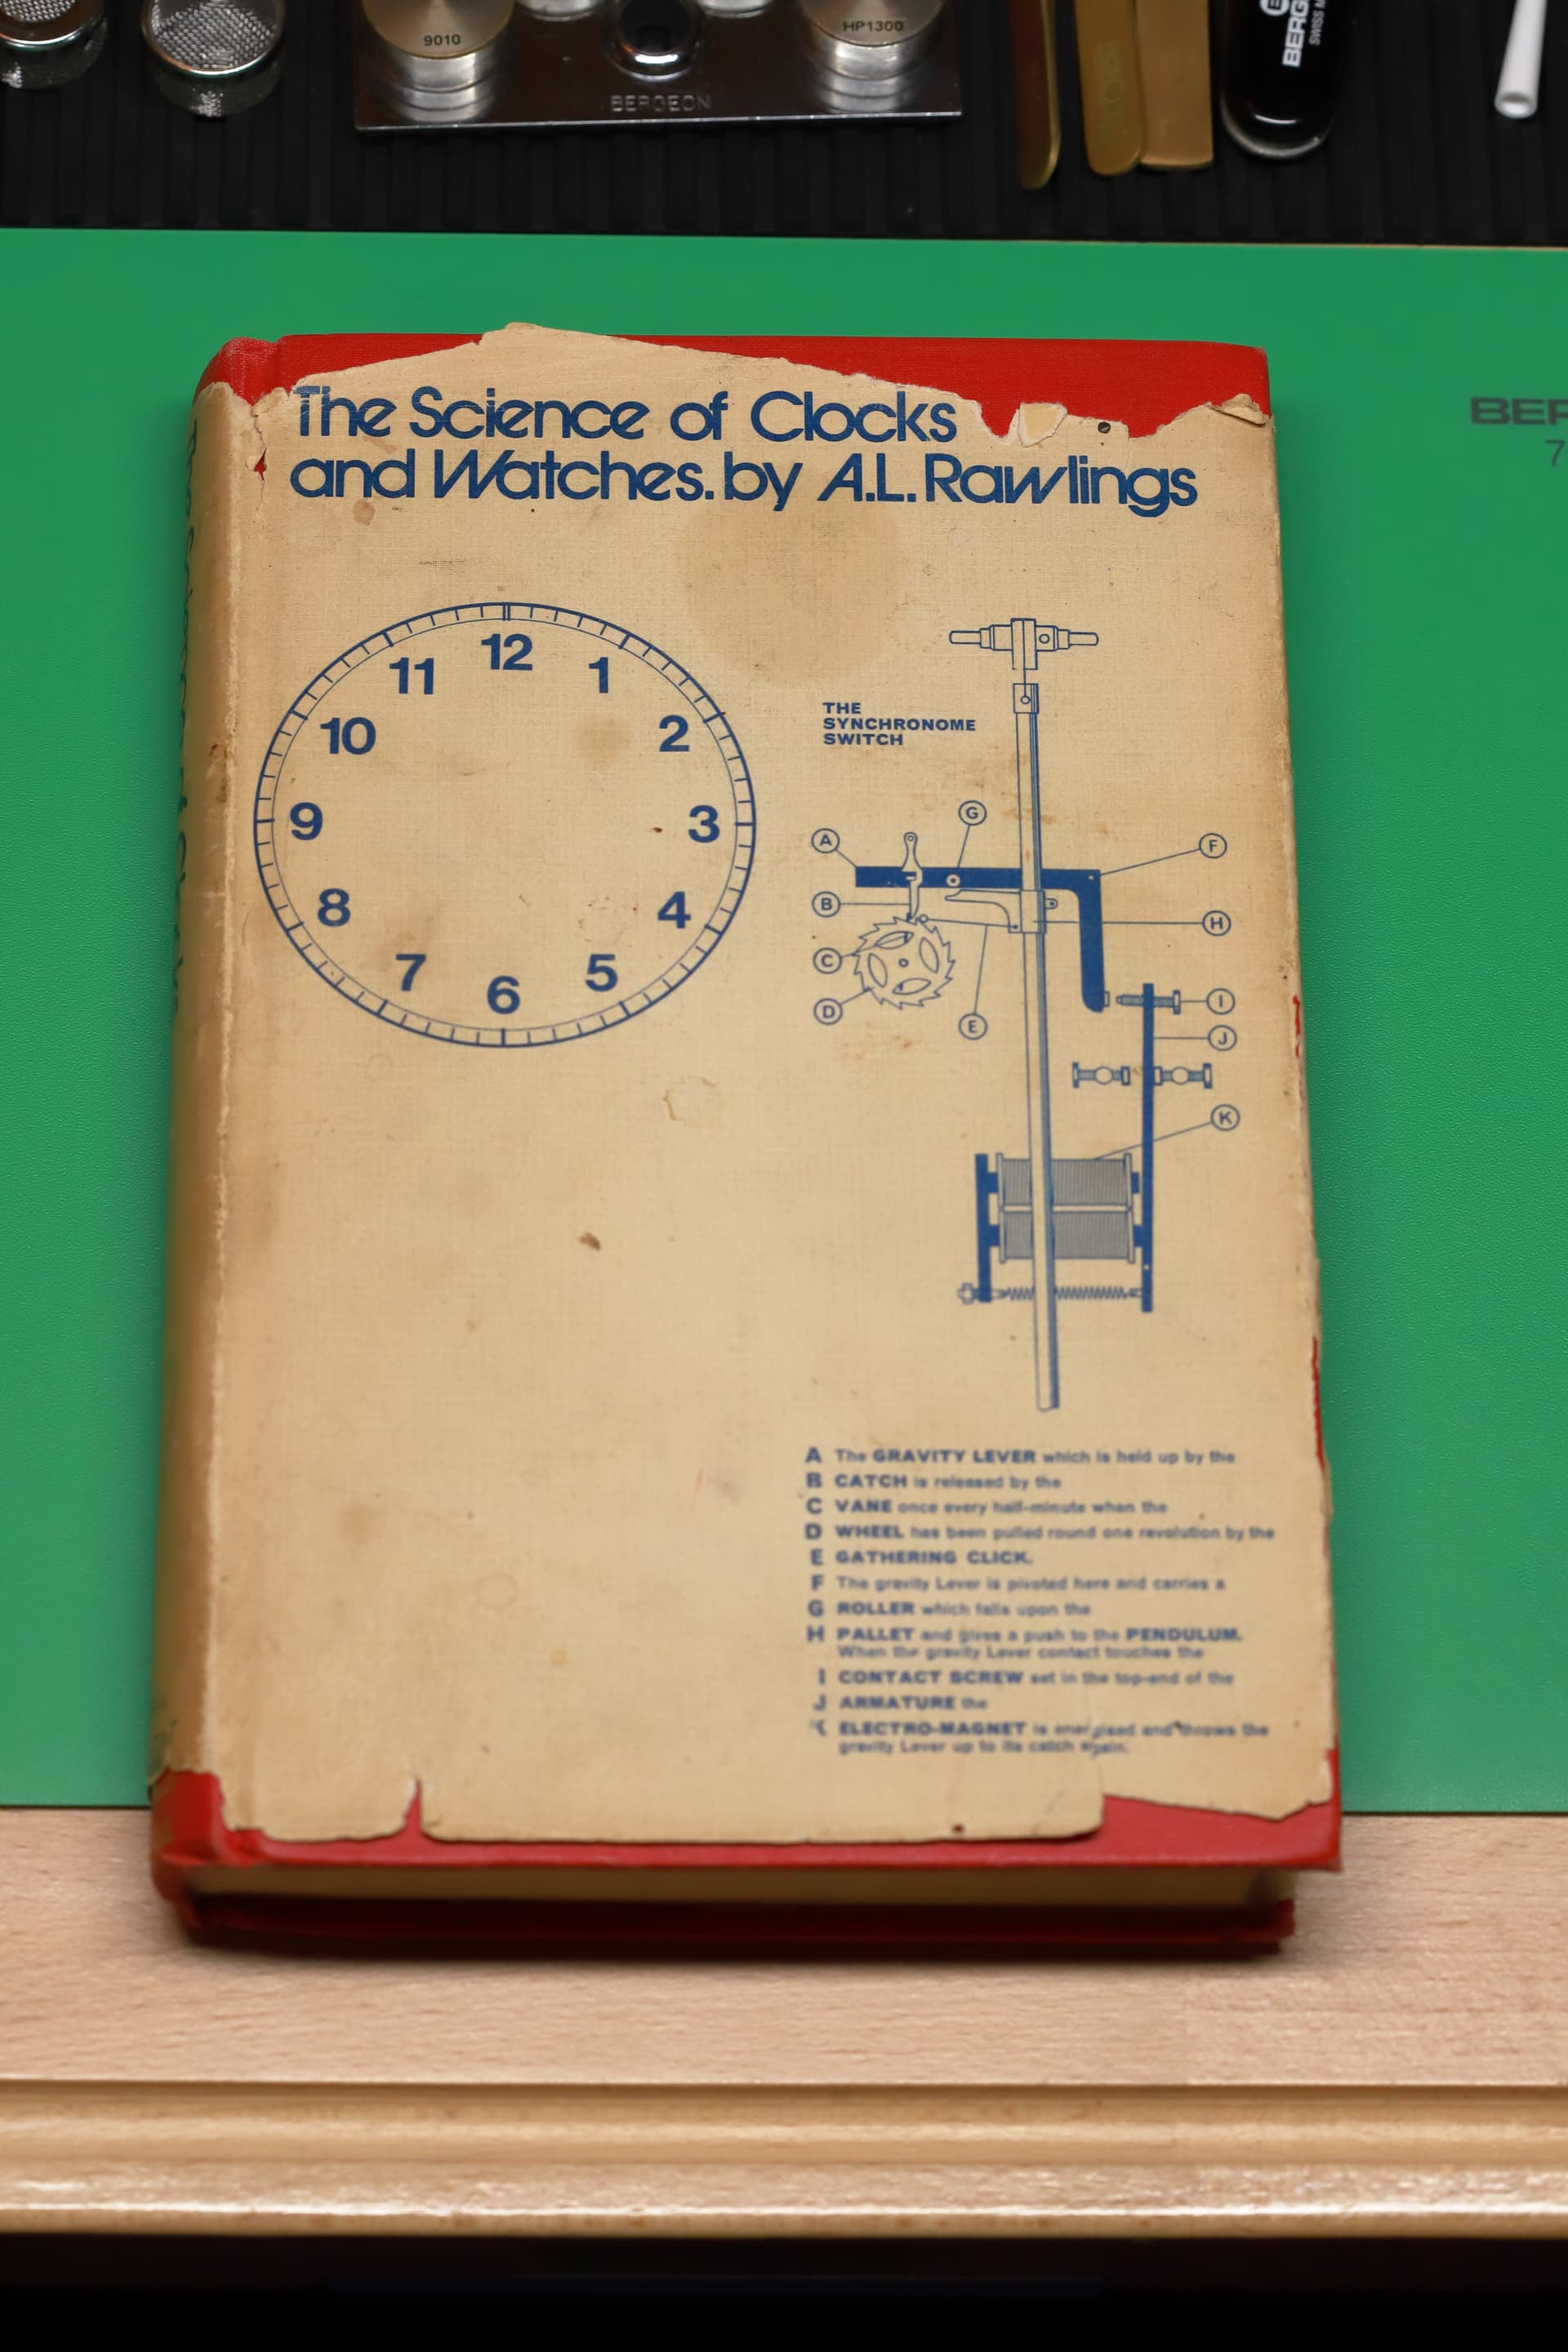 9010
HP1300
BERGEON
SWISS M
BER
7
The Science of Clocks
and Watches. by A.L. Rawlings
12
11
1
10
2
9
3
8
4
7
5
6
THE
SYNCHRONOME
SWITCH
G
A
F
B
H
C
I
D
E
J
K
A The GRAVITY LEVER which is held up by the
B CATCH is released by the
C VANE once every half-minute when the
D WHEEL has been pulled round one revolution by the
E GATHERING CLICK.
F The gravity Lever is pivoted here and carries a
G ROLLER which falls upon the
H PALLET and gives a push to the PENDULUM.
When the gravity Lever contact touches the
I CONTACT SCREW set in the top-end of the
J ARMATURE the
K ELECTRO-MAGNET is energised and throws the
gravity Lever up to its catch again.